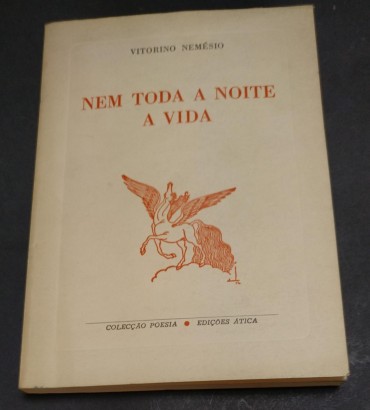 VITORINO NEMÉSIO
NEM TODA A NOITE
A VIDA
COLECÇÃO POESIA ● EDIÇÕES ÁTICA